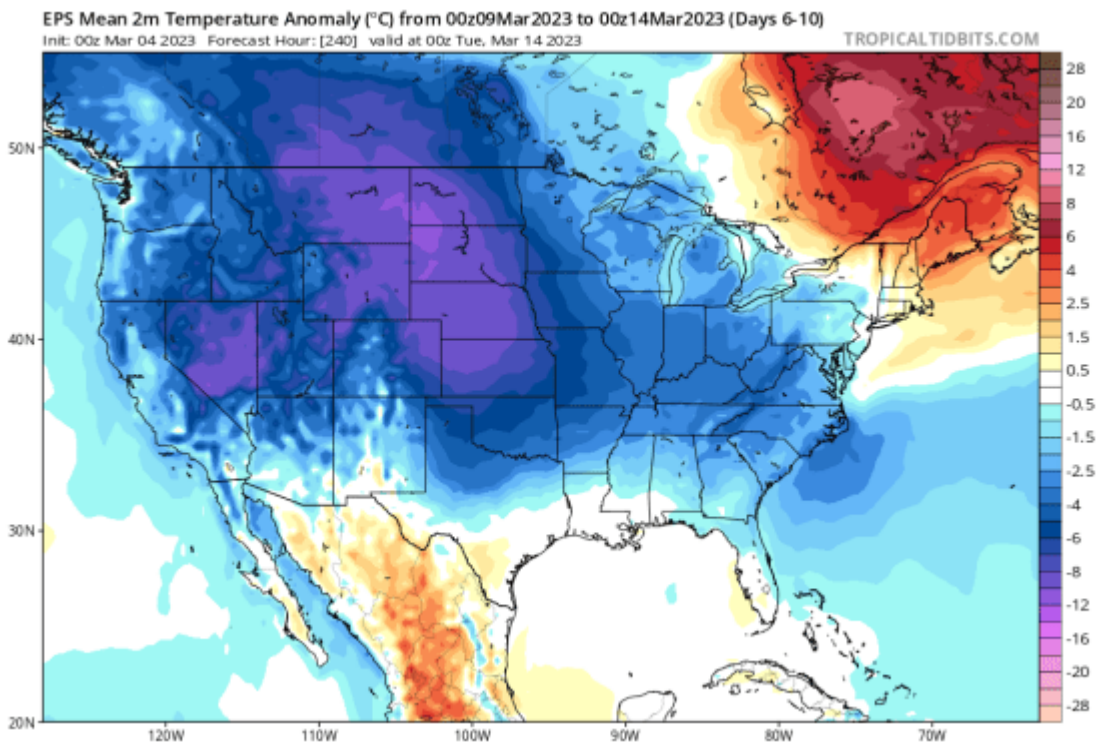 EPS Mean 2m Temperature Anomaly (°C) from 00z09Mar2023 to 00z14Mar2023 (Days 6-10)
Init: 00z Mar 04 2023 Forecast Hour: [240] valid at 00z Tue, Mar 14 2023
TROPICALTIDBITS.COM
50N
40N
30N
20N
120W
110W
100W
90W
80W
70W
28
20
16
12
8
6
4
2.5
1.5
0.5
-0.5
-1.5
-2.5
-4
-6
-8
-12
-16
-20
-28